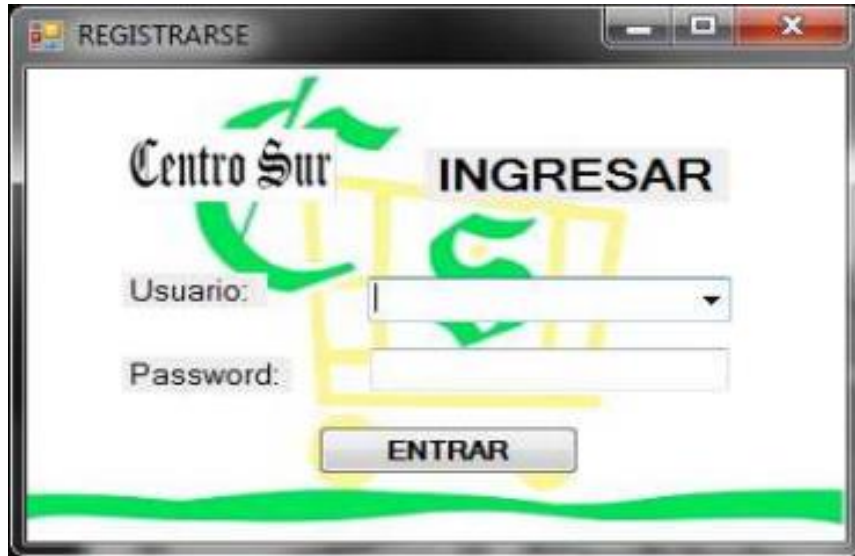 REGISTRARSE
Centro Sur
INGRESAR
Usuario:
Password:
ENTRAR